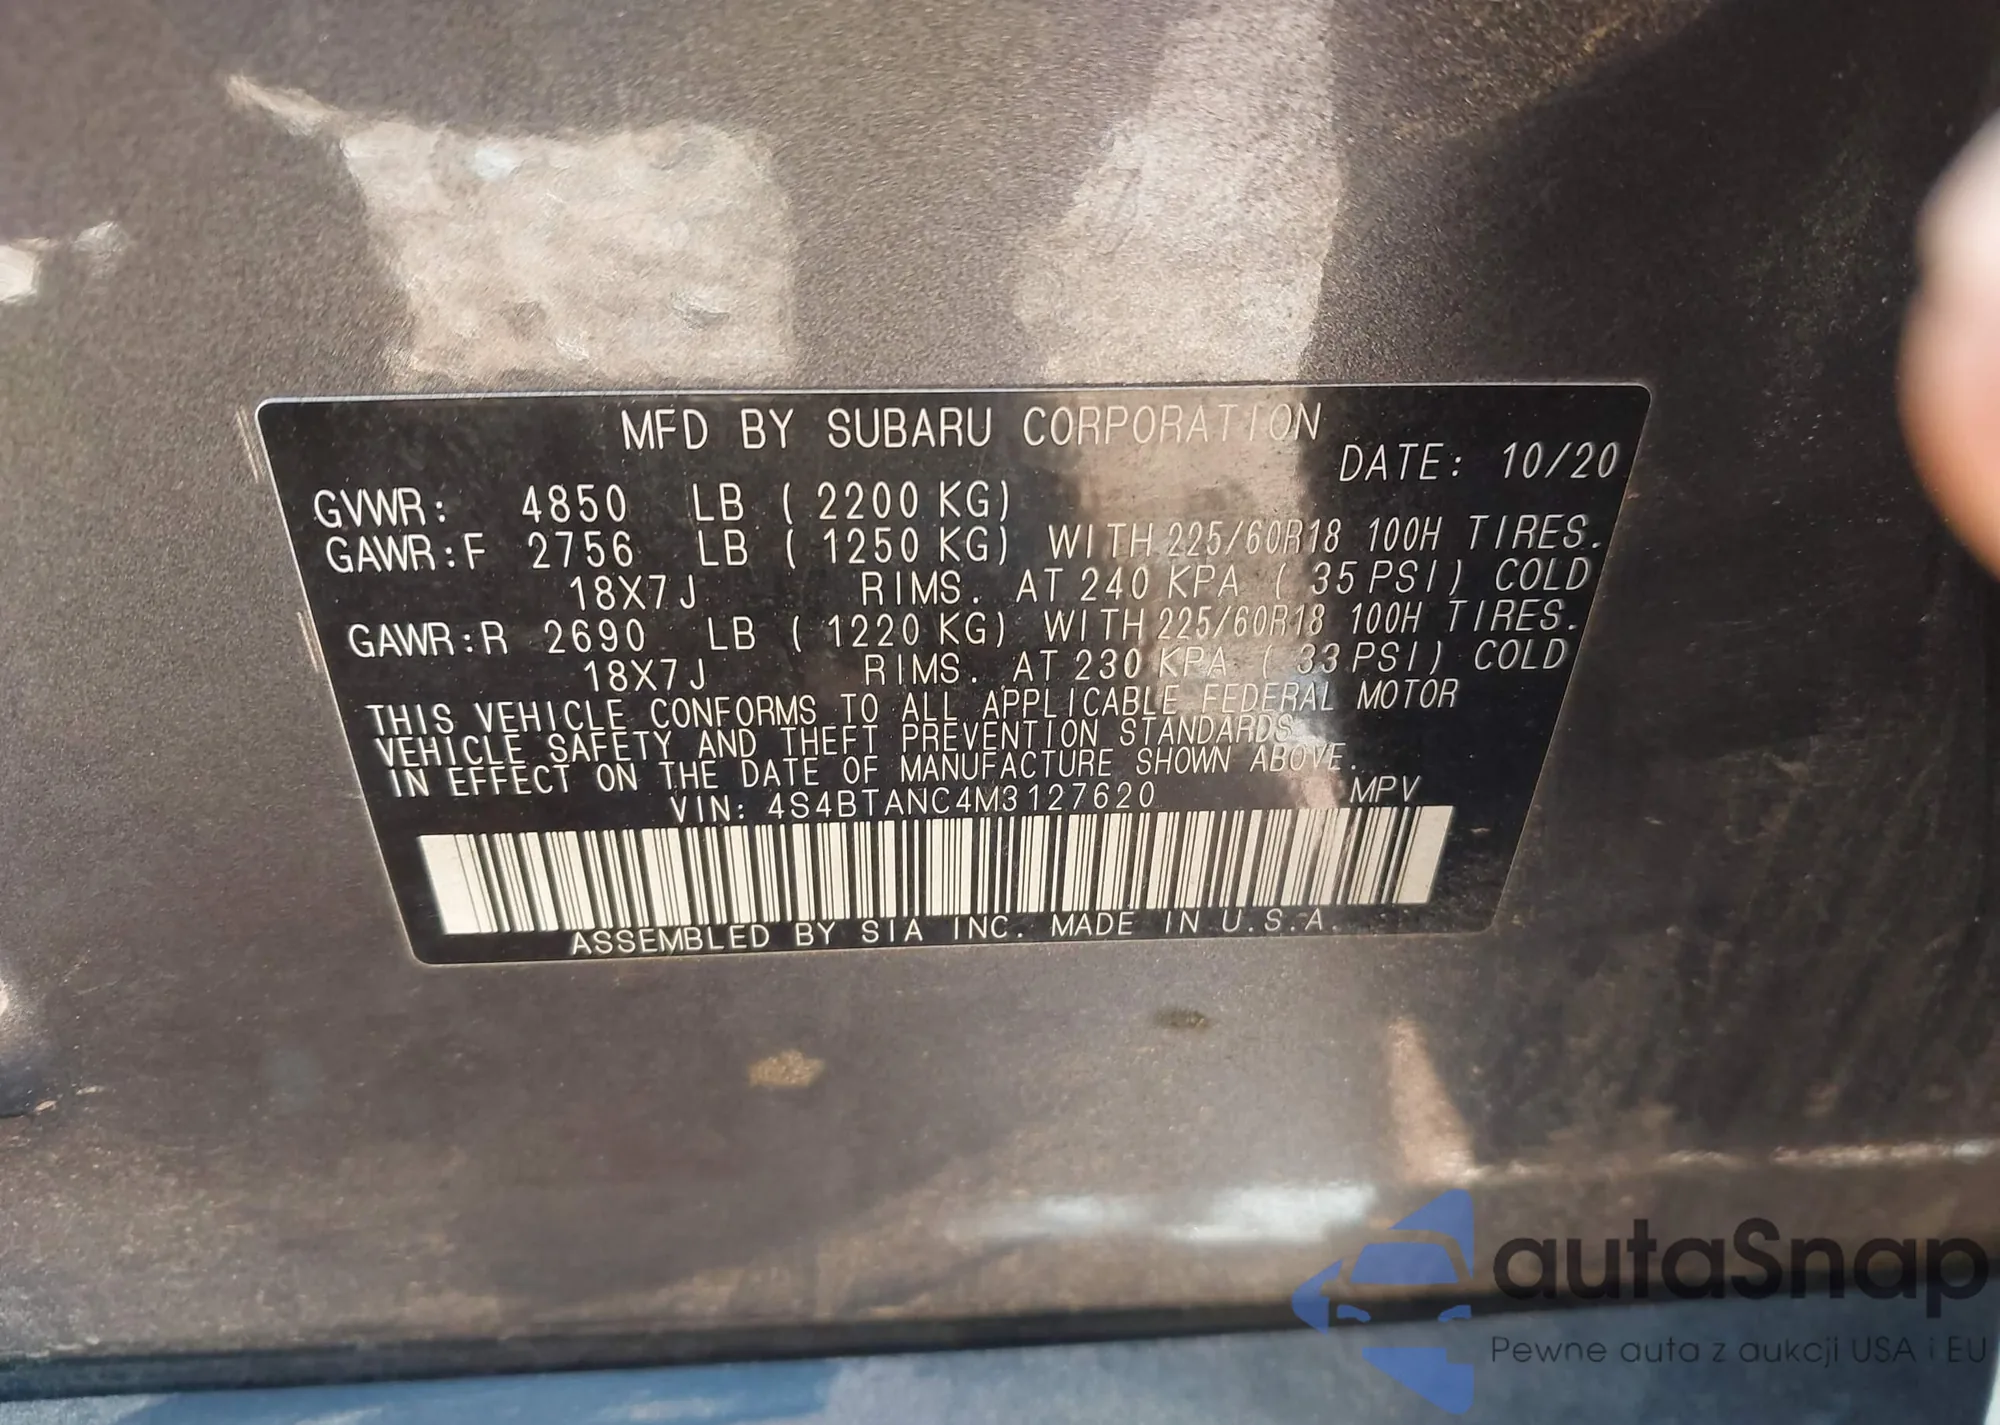 MFD BY SUBARU CORPORATION
DATE: 10/20
GVWR: 4850 LB ( 2200 KG)
GAWR:F 2756 LB ( 1250 KG) WITH 225/60R18 100H TIRES.
18X7J RIMS. AT 240 KPA ( 35 PSI) COLD
GAWR:R 2690 LB ( 1220 KG) WITH 225/60R18 100H TIRES.
18X7J RIMS. AT 230 KPA ( 33 PSI) COLD
THIS VEHICLE CONFORMS TO ALL APPLICABLE FEDERAL MOTOR
VEHICLE SAFETY AND THEFT PREVENTION STANDARDS
IN EFFECT ON THE DATE OF MANUFACTURE SHOWN ABOVE.
VIN: 4S4BTANC4M3127620 MPV
ASSEMBLED BY SIA INC. MADE IN U.S.A.
autaSnap
Pewne auta z aukcji USA i EU